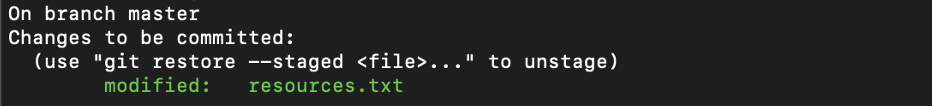 On branch master
Changes to be committed:
  (use "git restore --staged <file>..." to unstage)
        modified:   resources.txt